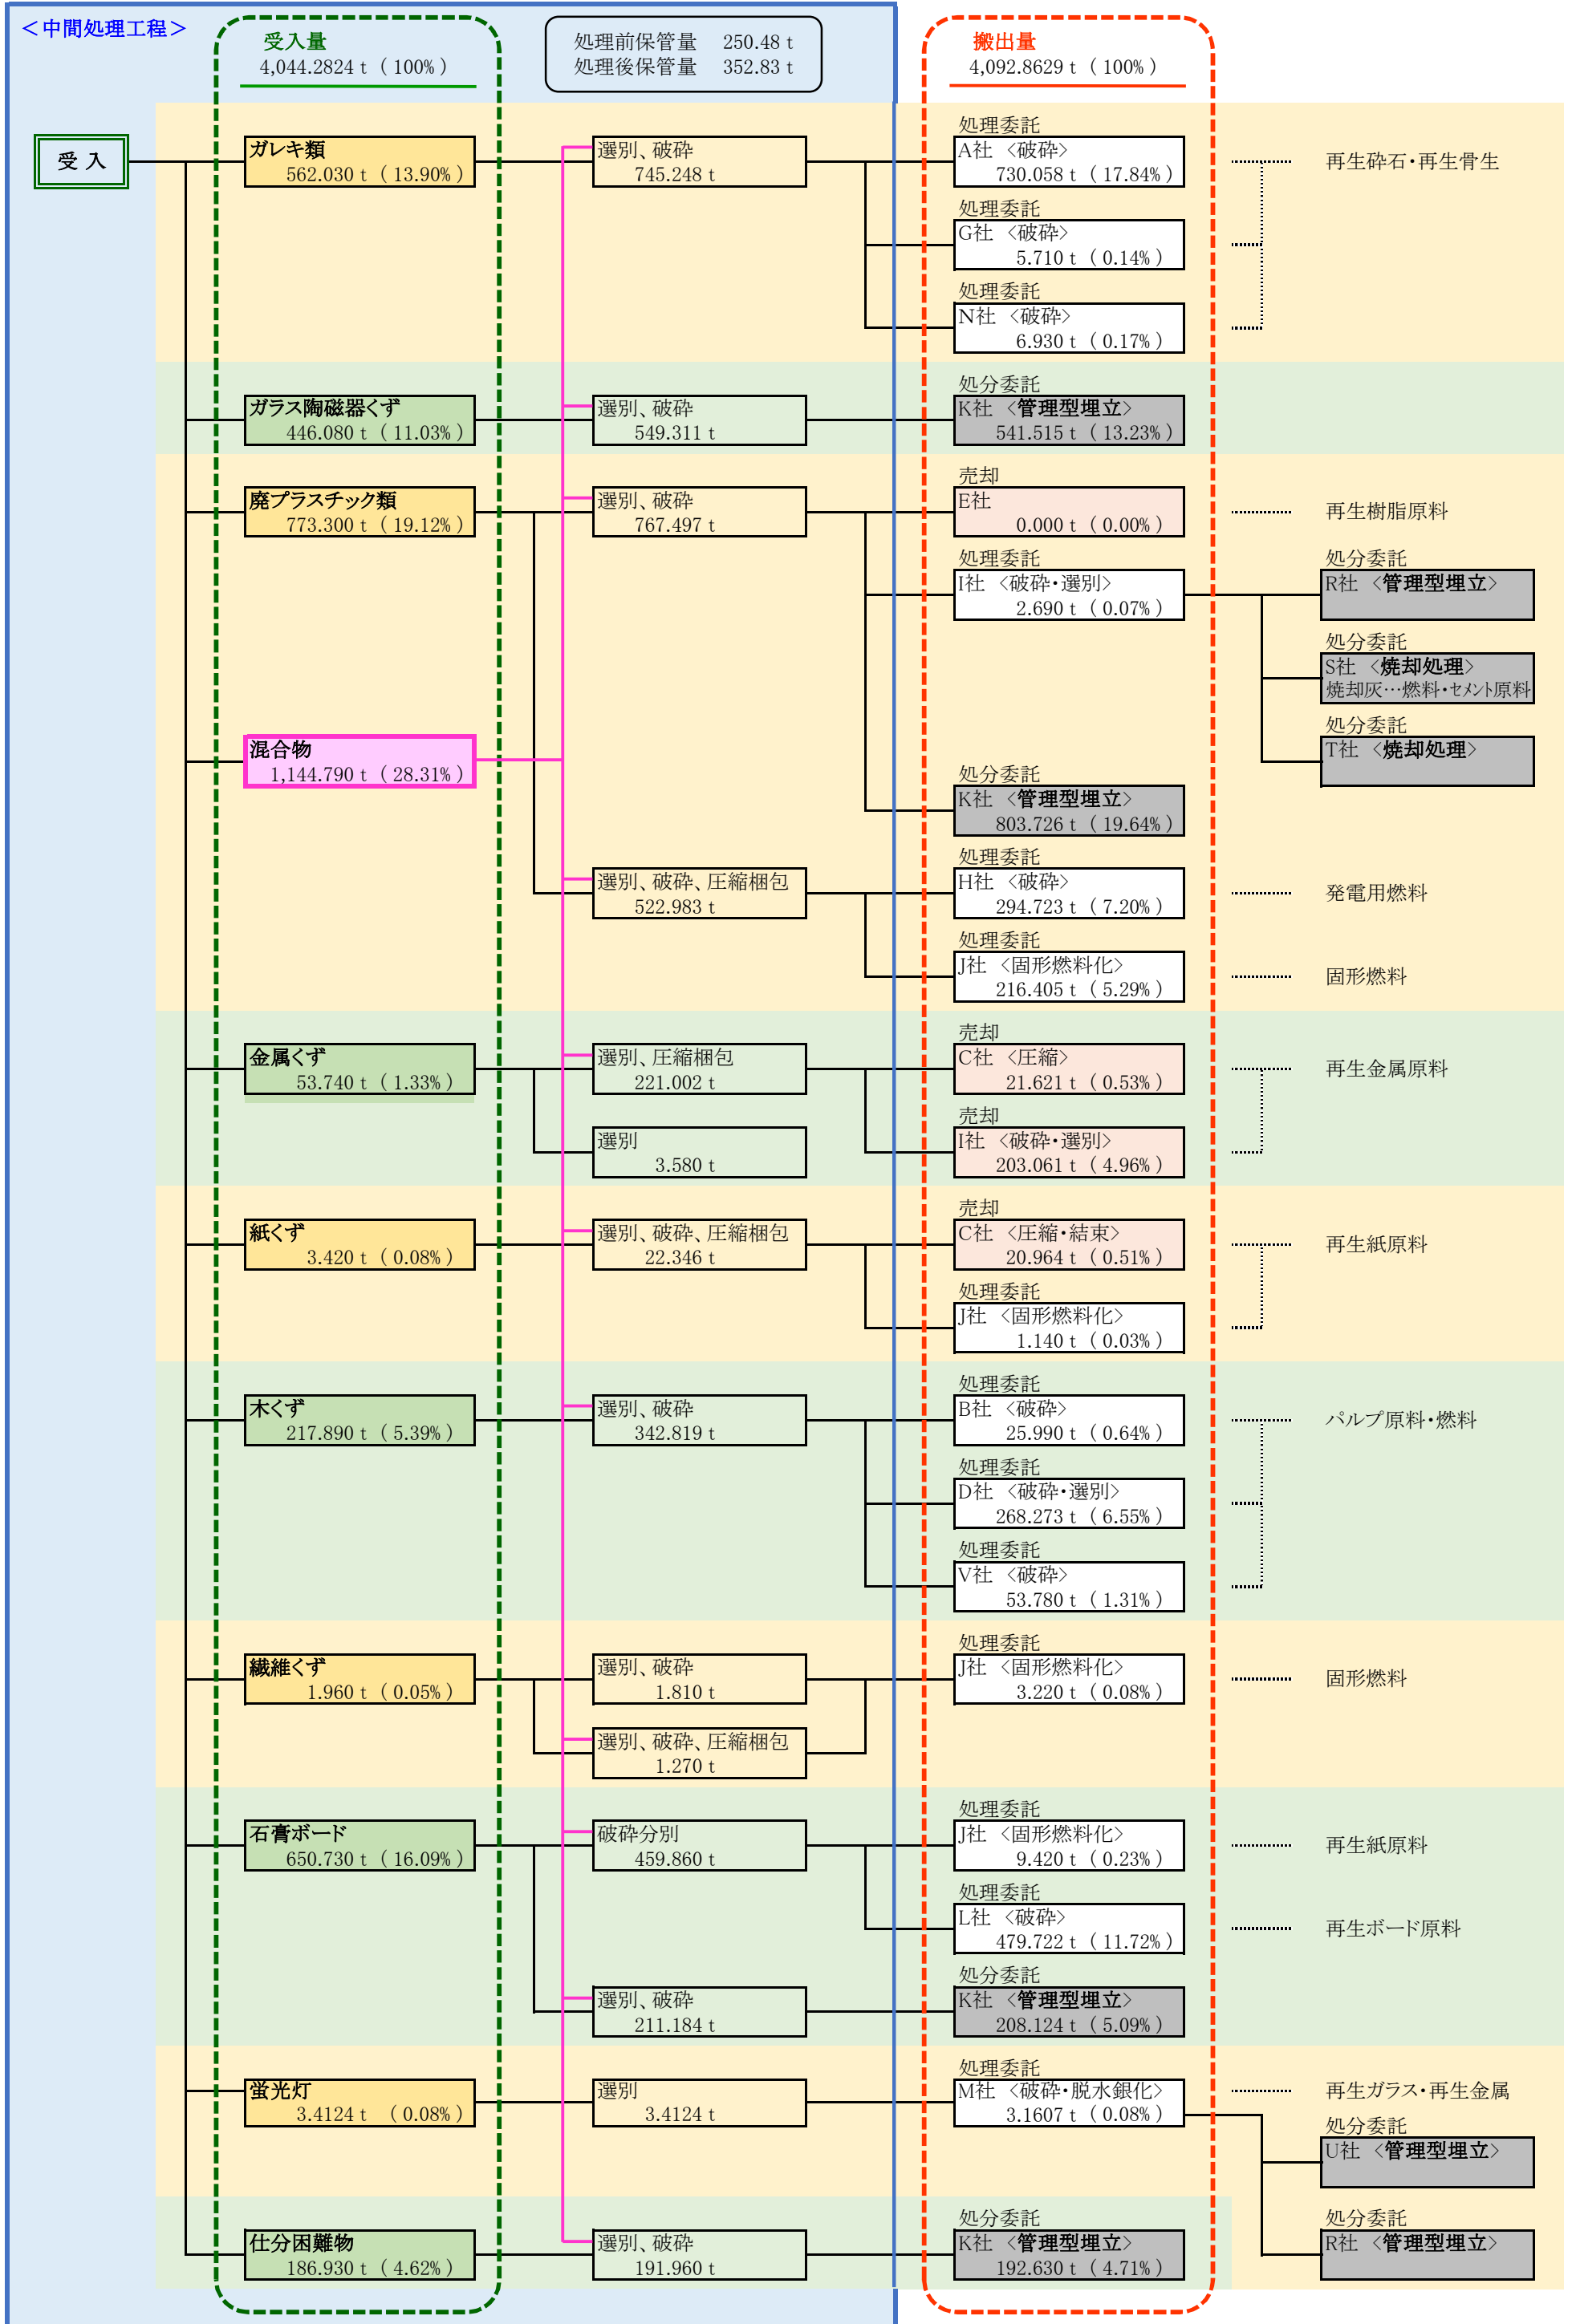 ＜中間処理工程＞
受入量
4,044.2824 t ( 100% )
処理前保管量 250.48 t
処理後保管量 352.83 t
搬出量
4,092.8629 t ( 100% )
受 入
ガレキ類
562.030 t ( 13.90% )
選別、破砕
745.248 t
処理委託
A社 〈破砕〉
730.058 t ( 17.84% )
再生砕石・再生骨生
処理委託
G社 〈破砕〉
5.710 t ( 0.14% )
処理委託
N社 〈破砕〉
6.930 t ( 0.17% )
ガラス陶磁器くず
446.080 t ( 11.03% )
選別、破砕
549.311 t
処分委託
K社 〈管理型埋立〉
541.515 t ( 13.23% )
廃プラスチック類
773.300 t ( 19.12% )
選別、破砕
767.497 t
売却
E社
0.000 t ( 0.00% )
再生樹脂原料
処理委託
I社 〈破砕・選別〉
2.690 t ( 0.07% )
処分委託
R社 〈管理型埋立〉
処分委託
S社 〈焼却処理〉
焼却灰…燃料・セメント原料
処分委託
T社 〈焼却処理〉
混合物
1,144.790 t ( 28.31% )
処分委託
K社 〈管理型埋立〉
803.726 t ( 19.64% )
選別、破砕、圧縮梱包
522.983 t
処理委託
H社 〈破砕〉
294.723 t ( 7.20% )
発電用燃料
処理委託
J社 〈固形燃料化〉
216.405 t ( 5.29% )
固形燃料
金属くず
53.740 t ( 1.33% )
選別、圧縮梱包
221.002 t
売却
C社 〈圧縮〉
21.621 t ( 0.53% )
再生金属原料
選別
3.580 t
売却
I社 〈破砕・選別〉
203.061 t ( 4.96% )
紙くず
3.420 t ( 0.08% )
選別、破砕、圧縮梱包
22.346 t
売却
C社 〈圧縮・結束〉
20.964 t ( 0.51% )
再生紙原料
処理委託
J社 〈固形燃料化〉
1.140 t ( 0.03% )
木くず
217.890 t ( 5.39% )
選別、破砕
342.819 t
処理委託
B社 〈破砕〉
25.990 t ( 0.64% )
パルプ原料・燃料
処理委託
D社 〈破砕・選別〉
268.273 t ( 6.55% )
処理委託
V社 〈破砕〉
53.780 t ( 1.31% )
繊維くず
1.960 t ( 0.05% )
選別、破砕
1.810 t
処理委託
J社 〈固形燃料化〉
3.220 t ( 0.08% )
固形燃料
選別、破砕、圧縮梱包
1.270 t
石膏ボード
650.730 t ( 16.09% )
破砕分別
459.860 t
処理委託
J社 〈固形燃料化〉
9.420 t ( 0.23% )
再生紙原料
処理委託
L社 〈破砕〉
479.722 t ( 11.72% )
再生ボード原料
選別、破砕
211.184 t
処分委託
K社 〈管理型埋立〉
208.124 t ( 5.09% )
蛍光灯
3.4124 t ( 0.08% )
選別
3.4124 t
処理委託
M社 〈破砕・脱水銀化〉
3.1607 t ( 0.08% )
再生ガラス・再生金属
処分委託
U社 〈管理型埋立〉
仕分困難物
186.930 t ( 4.62% )
選別、破砕
191.960 t
処分委託
K社 〈管理型埋立〉
192.630 t ( 4.71% )
処分委託
R社 〈管理型埋立〉